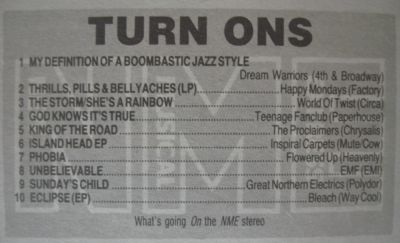 TURN ONS
1 MY DEFINITION OF A BOOMBASTIC JAZZ STYLE
Dream Warriors (4th & Broadway)
2 THRILLS, PILLS & BELLYACHES (LP) Happy Mondays (Factory)
3 THE STORM/SHE'S A RAINBOW World Of Twist (Circa)
4 GOD KNOWS IT'S TRUE Teenage Fanclub (Paperhouse)
5 KING OF THE ROAD The Proclaimers (Chrysalis)
6 ISLAND HEAD EP Inspiral Carpets (Mute/Cow)
7 PHOBIA Flowered Up (Heavenly)
8 UNBELIEVABLE EMF (EMI)
9 SUNDAY'S CHILD Great Northern Electrics (Polydor)
10 ECLIPSE (EP) Bleach (Way Cool)
What's going On the NME stereo